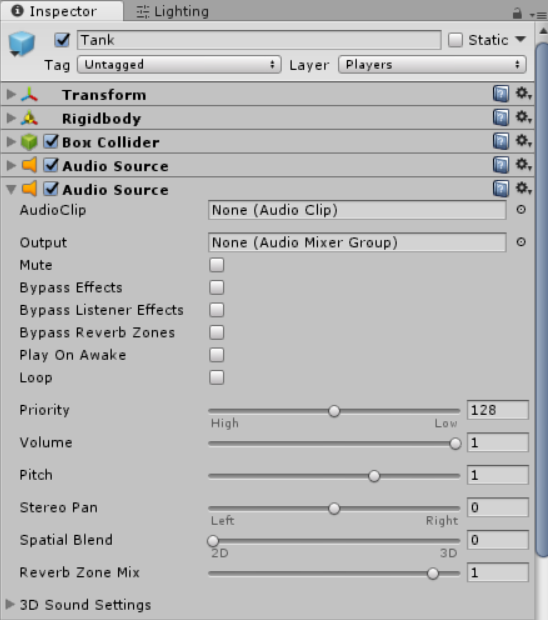 Inspector Lighting
Tank Static
Tag Untagged Layer Players
Transform
Rigidbody
Box Collider
Audio Source
Audio Source
AudioClip None (Audio Clip)
Output None (Audio Mixer Group)
Mute
Bypass Effects
Bypass Listener Effects
Bypass Reverb Zones
Play On Awake
Loop
Priority 128
High Low
Volume 1
Pitch 1
Stereo Pan 0
Left Right
Spatial Blend 0
2D 3D
Reverb Zone Mix 1
3D Sound Settings